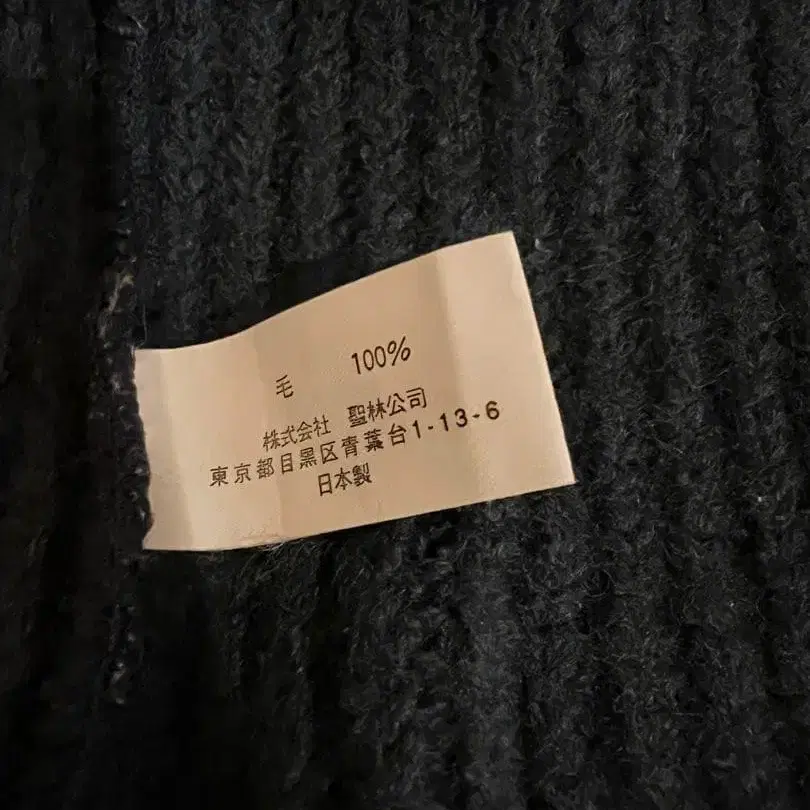 毛 100%
株式会社 聖林公司
東京都目黒区青葉台1-13-6
日本製